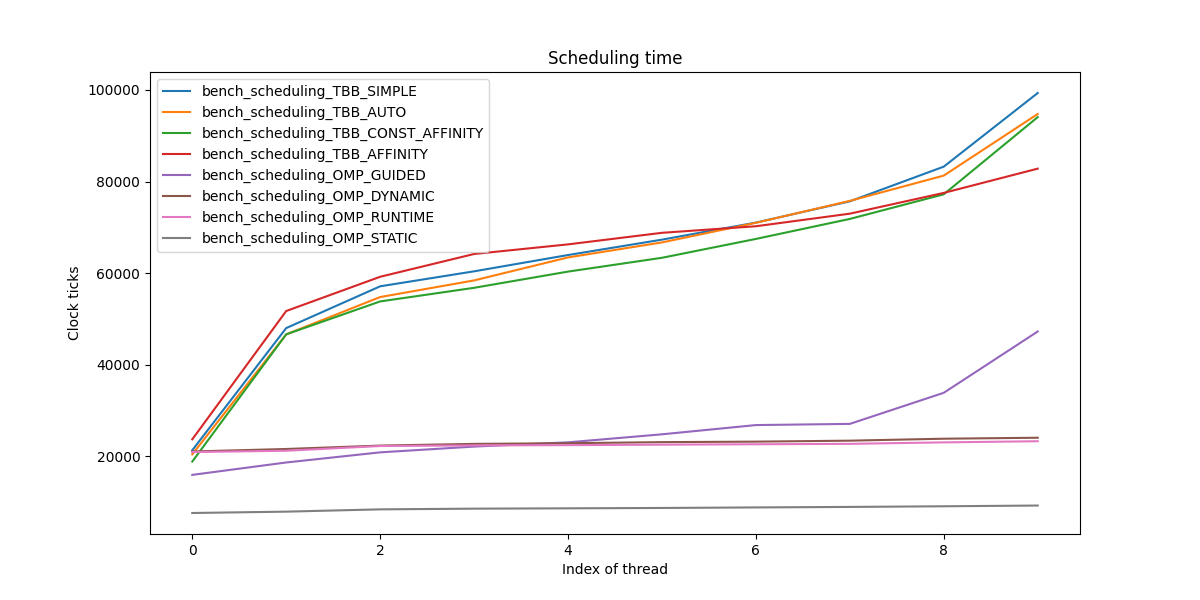 Scheduling time
bench_scheduling_TBB_SIMPLE
bench_scheduling_TBB_AUTO
bench_scheduling_TBB_CONST_AFFINITY
bench_scheduling_TBB_AFFINITY
bench_scheduling_OMP_GUIDED
bench_scheduling_OMP_DYNAMIC
bench_scheduling_OMP_RUNTIME
bench_scheduling_OMP_STATIC
100000
80000
60000
40000
20000
Clock ticks
0 2 4 6 8
Index of thread